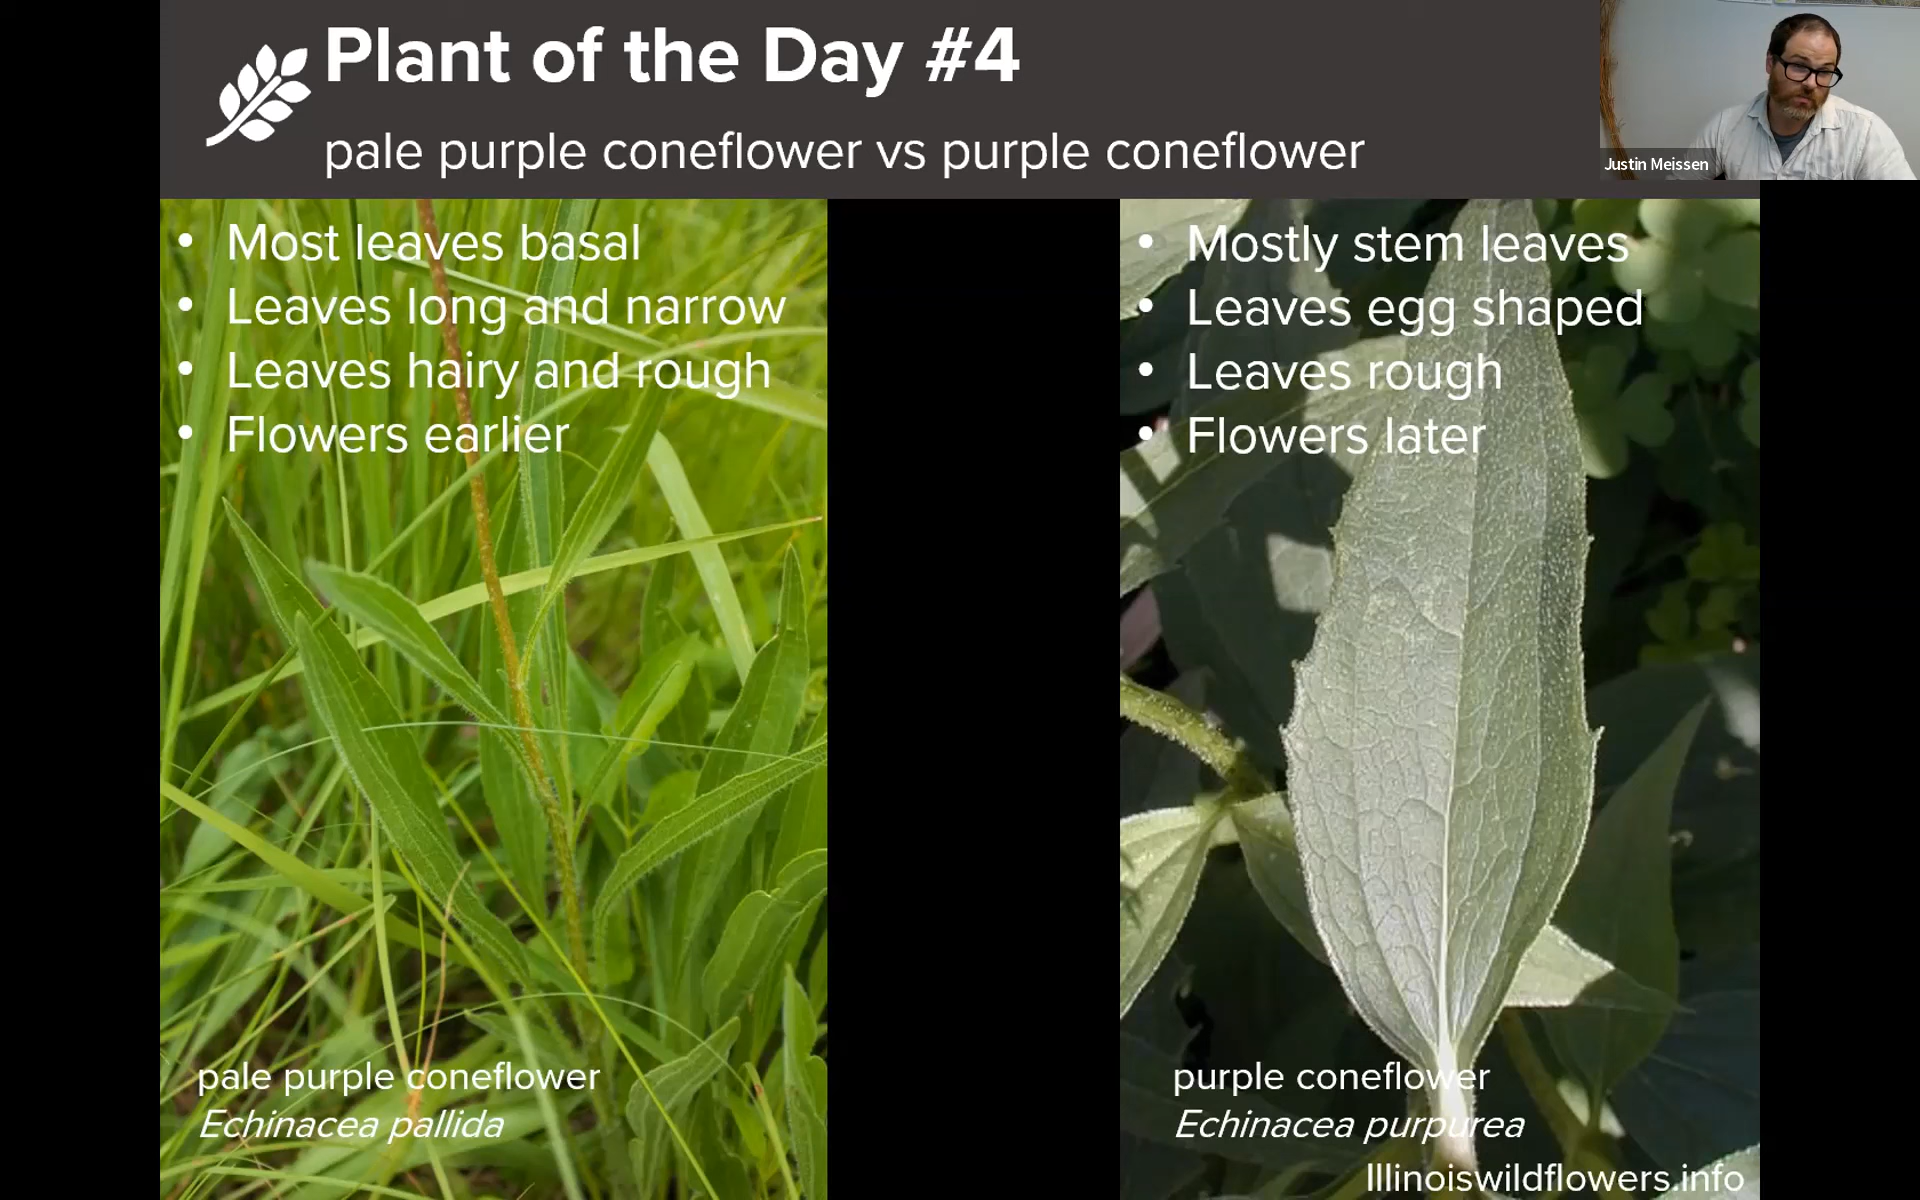 Plant of the Day #4
pale purple coneflower vs purple coneflower
Justin Meissen
• Most leaves basal
• Leaves long and narrow
• Leaves hairy and rough
• Flowers earlier
pale purple coneflower
Echinacea pallida
• Mostly stem leaves
• Leaves egg shaped
• Leaves rough
• Flowers later
purple coneflower
Echinacea purpurea
Illinoiswildflowers.info